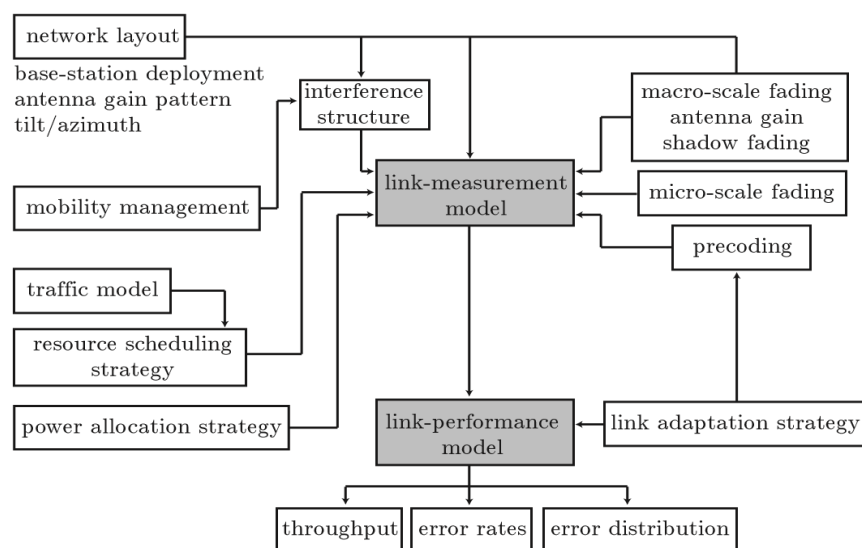 network layout
base-station deployment
antenna gain pattern
tilt/azimuth
interference
structure
macro-scale fading
antenna gain
shadow fading
link-measurement
model
micro-scale fading
mobility management
precoding
traffic model
resource scheduling
strategy
power allocation strategy
link-performance
model
link adaptation strategy
throughput
error rates
error distribution